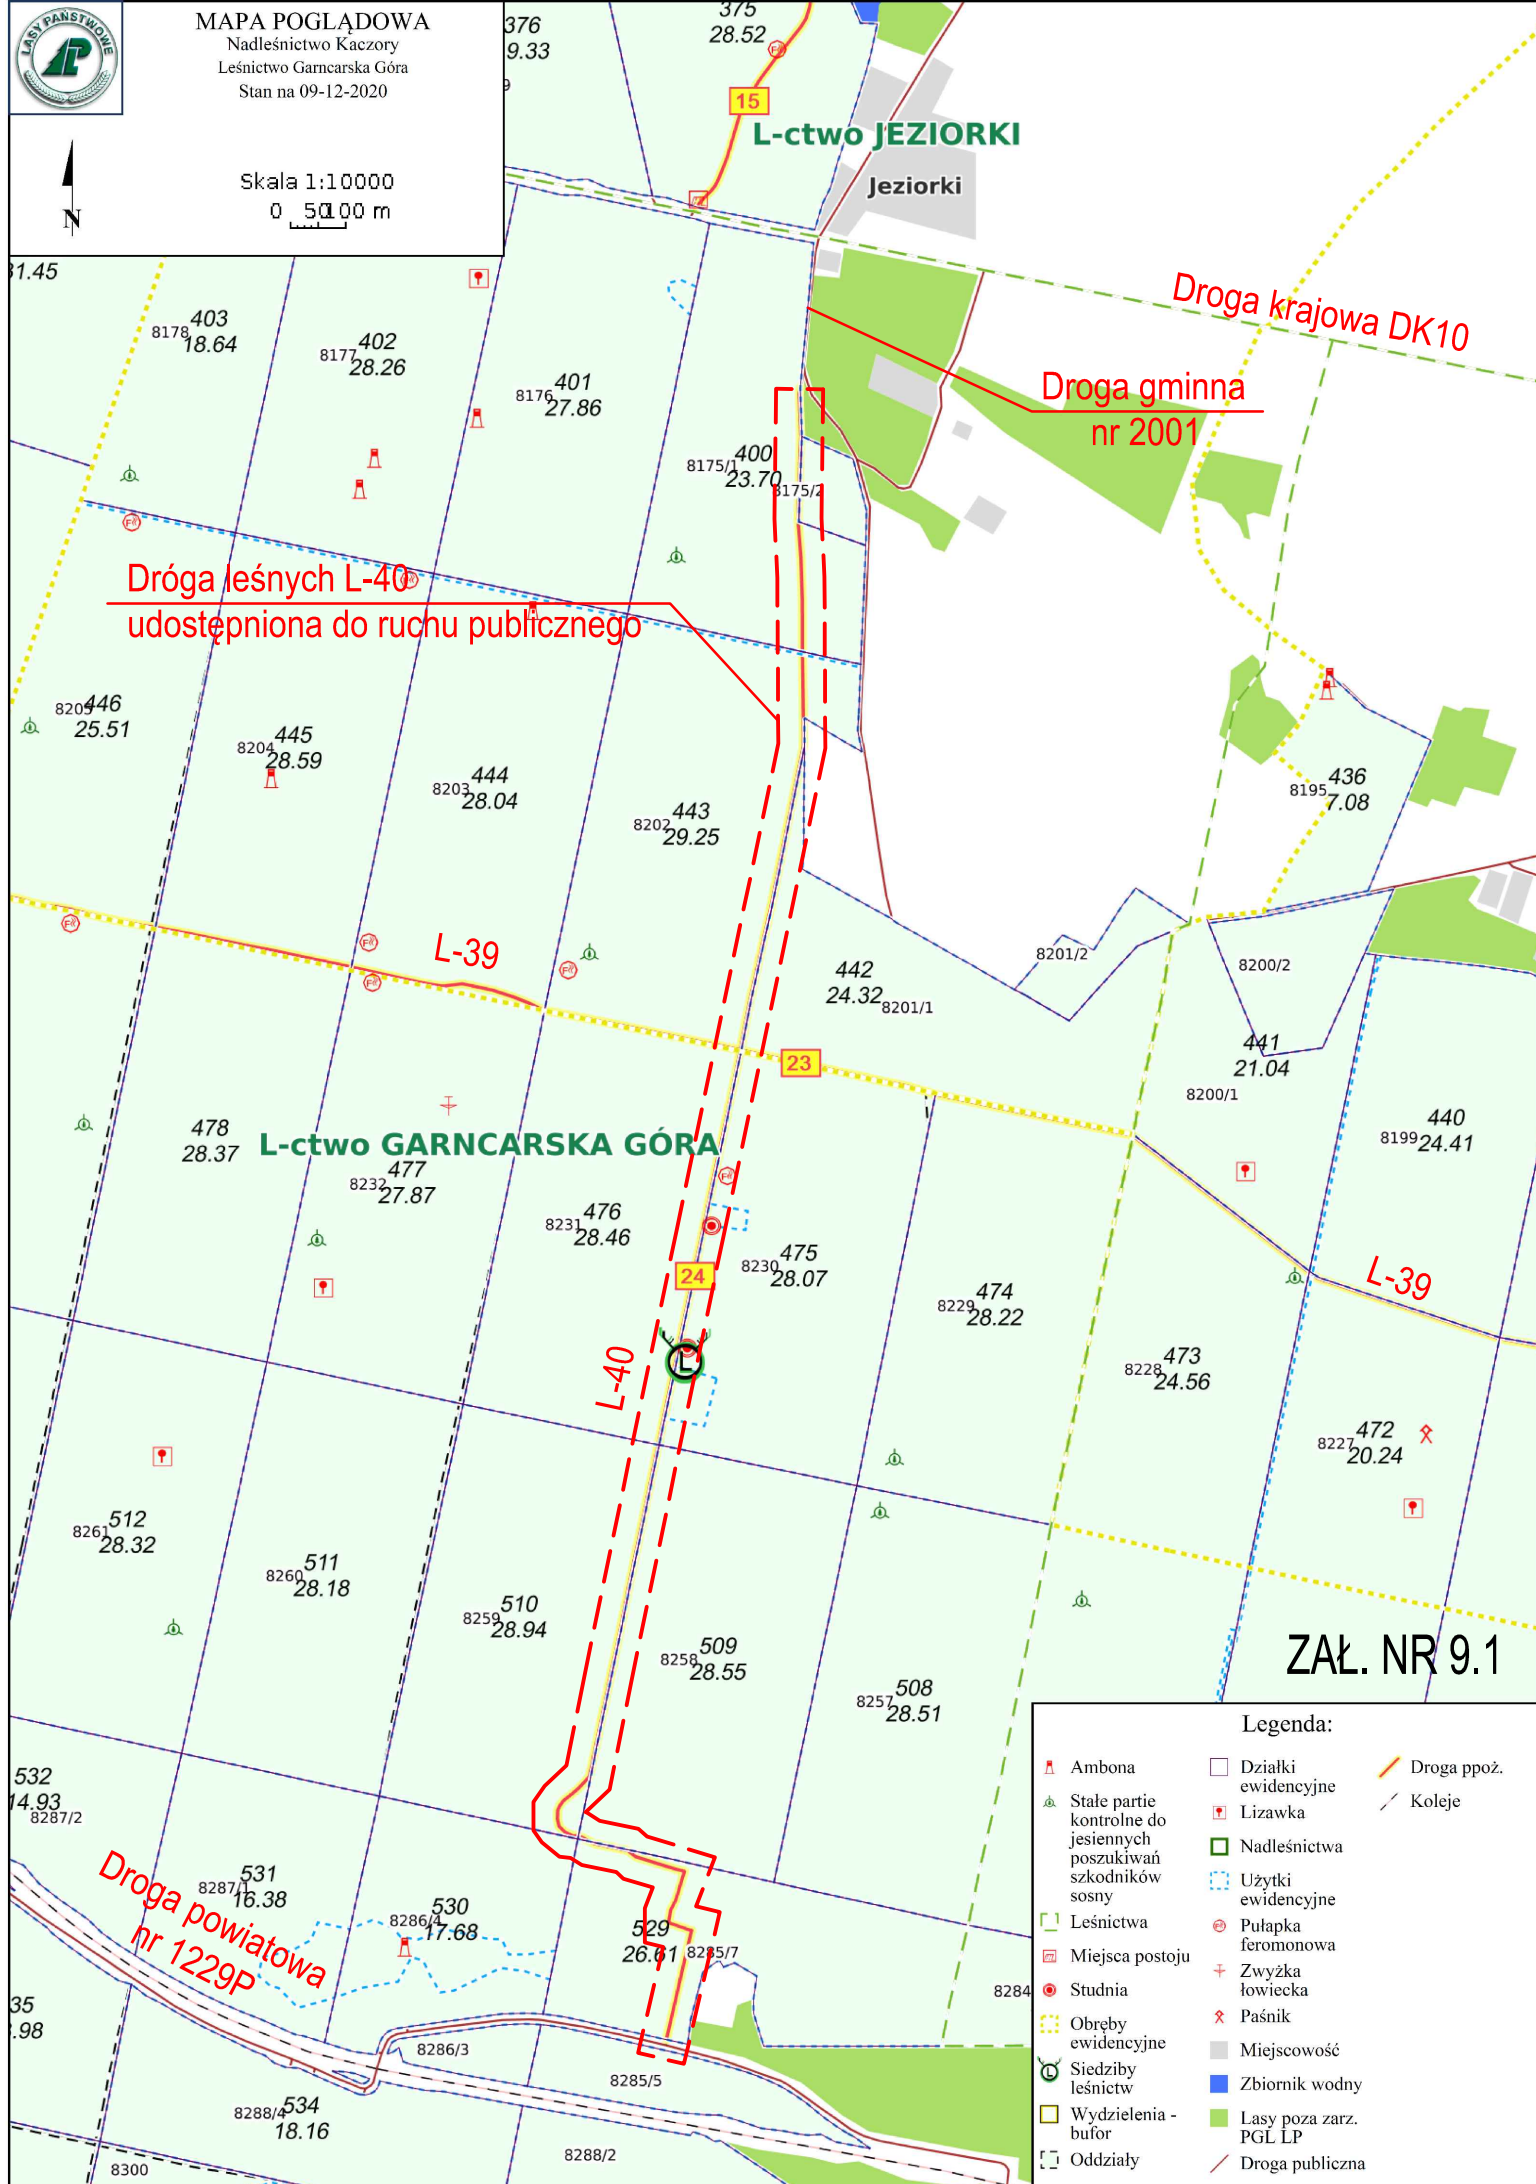 LASY PAŃSTWOWE
MAPA POGLĄDOWA
Nadleśnictwo Kaczory
Leśnictwo Garncarska Góra
Stan na 09-12-2020
N
Skala 1:10000
0 50100 m
376
9.33
375
28.52
15
L-ctwo JEZIORKI
Jeziorki
31.45
8178 403
18.64
8177 402
28.26
8176 401
27.86
8175/1 400
23.70
8175/2
Droga krajowa DK10
Droga gminna
nr 2001
Dróga leśnych L-40
udostępniona do ruchu publicznego
8205 446
25.51
8204 445
28.59
8203 444
28.04
8202 443
29.25
8195 436
7.08
L-39
442
24.32 8201/1
8201/2
8200/2
441
21.04
8200/1
23
8199 440
24.41
478
28.37
L-ctwo GARNCARSKA GÓRA
8232 477
27.87
8231 476
28.46
8230 475
28.07
24
8229 474
28.22
L-39
L-40
L
8228 473
24.56
8227 472
20.24
8261 512
28.32
8260 511
28.18
8259 510
28.94
8258 509
28.55
8257 508
28.51
ZAŁ. NR 9.1
532
14.93
8287/2
8287/1 531
16.38
Droga powiatowa
nr 1229P
8286/4 530
17.68
529
26.61 8285/7
8284
35
.98
8286/3
8285/5
8288/4 534
18.16
8288/2
8300
Legenda:
Ambona
Stałe partie
kontrolne do
jesiennych
poszukiwań
szkodników
sosny
Leśnictwa
Miejsca postoju
Studnia
Obręby
ewidencyjne
Siedziby
leśnictw
Wydzielenia -
bufor
Oddziały
Działki
ewidencyjne
Lizawka
Nadleśnictwa
Użytki
ewidencyjne
Pułapka
feromonowa
Zwyżka
łowiecka
Paśnik
Miejscowość
Zbiornik wodny
Lasy poza zarz.
PGL LP
Droga publiczna
Droga ppoż.
Koleje